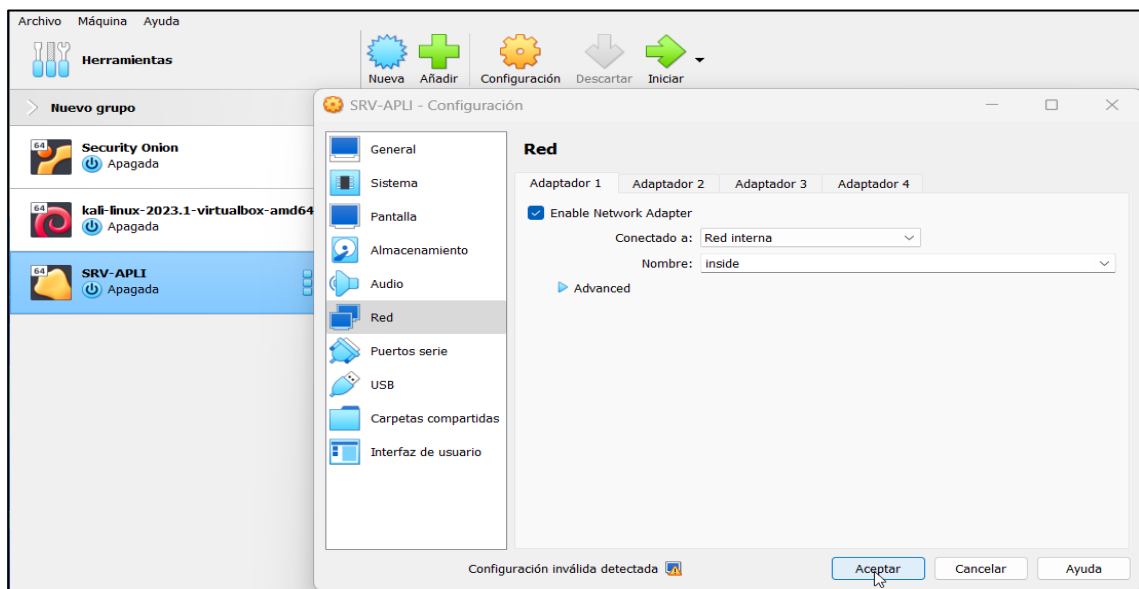 Archivo Máquina Ayuda
Herramientas
Nueva Añadir Configuración Descartar Iniciar
Nuevo grupo
64 Security Onion
Apagada
64 kali-linux-2023.1-virtualbox-amd64
Apagada
64 SRV-APLI
Apagada
SRV-APLI - Configuración
General
Sistema
Pantalla
Almacenamiento
Audio
Red
Puertos serie
USB
Carpetas compartidas
Interfaz de usuario
Red
Adaptador 1 Adaptador 2 Adaptador 3 Adaptador 4
Enable Network Adapter
Conectado a: Red interna
Nombre: inside
Advanced
Configuración inválida detectada
Aceptar Cancelar Ayuda